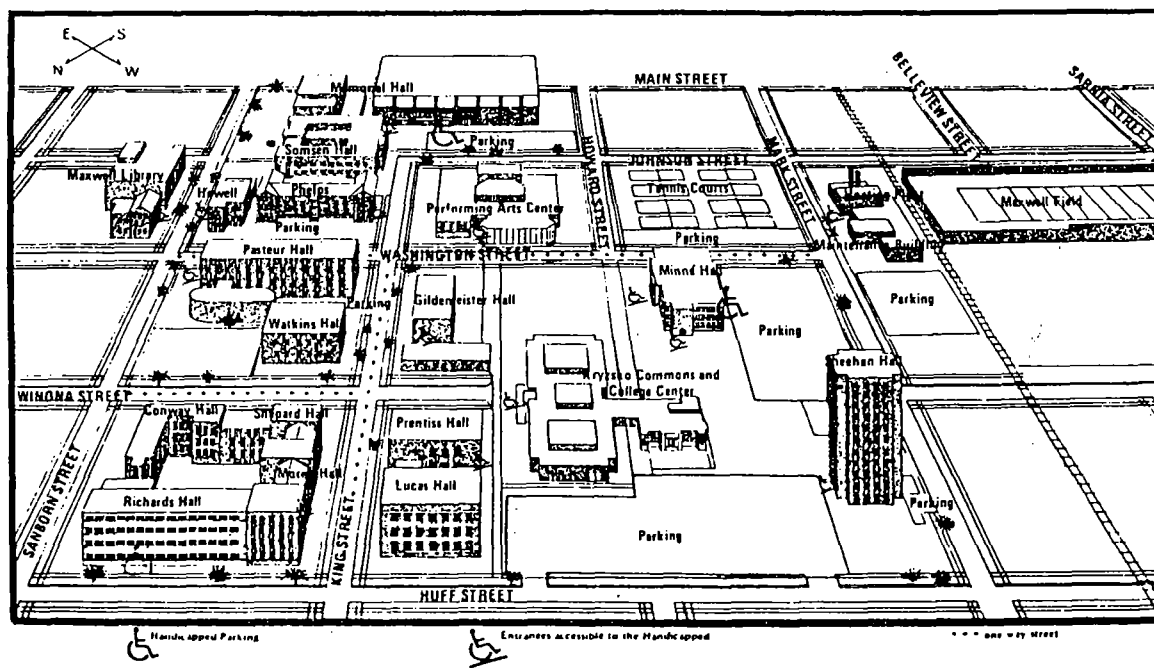 E S
N W
MAIN STREET
BELLEVIEW STREET
SARNIA STREET
Memorial Hall
Parking
Somsen Hall
HOWARD STREET
JOHNSON STREET
MARK STREET
Maxwell Library
Howell
Phelps
Tennis Courts
Maxwell Field
Performing Arts Center
Parking
Parking
Pasteur Hall
WASHINGTON STREET
Minné Hall
Maintenance Building
Parking
Gildemeister Hall
Parking
Parking
Watkins Hall
Sheehan Hall
Kryzsko Commons and
College Center
WINONA STREET
Conway Hall
Shepard Hall
Prentiss Hall
Morey Hall
SANBORN STREET
Richards Hall
Lucas Hall
KING STREET
Parking
Parking
HUFF STREET
Handicapped Parking
Entrances accessible to the Handicapped
• • • one way street